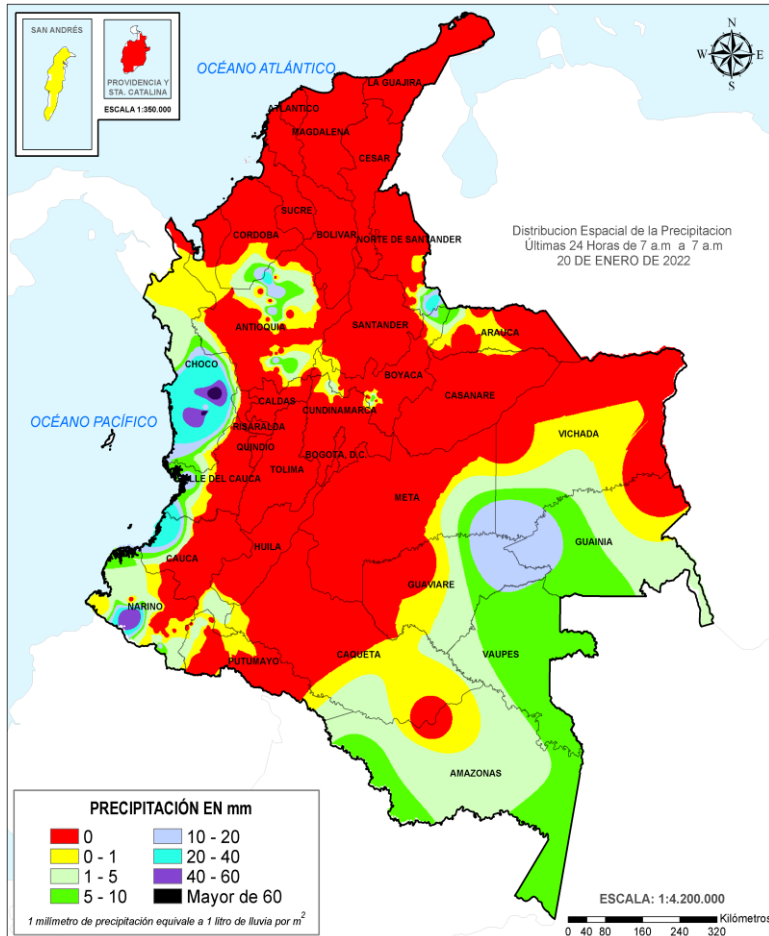 SAN ANDRÉS
PROVIDENCIA Y
STA. CATALINA
ESCALA 1:350.000
OCÉANO ATLÁNTICO
N
W E
S
LA GUAJIRA
ATLANTICO
MAGDALENA
CESAR
SUCRE
CORDOBA
BOLIVAR
NORTE DE SANTANDER
Distribucion Espacial de la Precipitacion
Últimas 24 Horas de 7 a.m a 7 a.m
20 DE ENERO DE 2022
ANTIOQUIA
SANTANDER
ARAUCA
CHOCO
BOYACA
CASANARE
CALDAS
CUNDINAMARCA
OCÉANO PACÍFICO
RISARALDA
VICHADA
QUINDIO
BOGOTA, D.C.
TOLIMA
VALLE DEL CAUCA
META
HUILA
GUAINIA
CAUCA
GUAVIARE
NARINO
CAQUETA
VAUPES
PUTUMAYO
AMAZONAS
PRECIPITACIÓN EN mm
0
0 - 1
1 - 5
5 - 10
10 - 20
20 - 40
40 - 60
Mayor de 60
1 milímetro de precipitación equivale a 1 litro de lluvia por m²
ESCALA: 1:4.200.000
Kilómetros
0 40 80 160 240 320